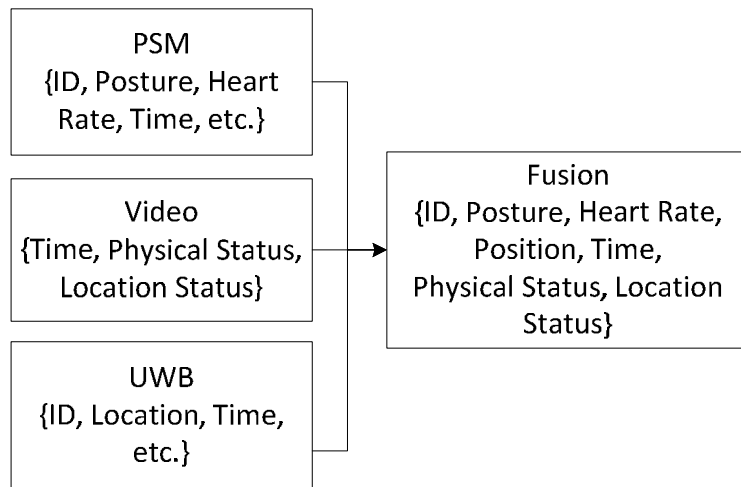 PSM
{ID, Posture, Heart
Rate, Time, etc.}
Video
{Time, Physical Status,
Location Status}
UWB
{ID, Location, Time,
etc.}
Fusion
{ID, Posture, Heart Rate,
Position, Time,
Physical Status, Location
Status}